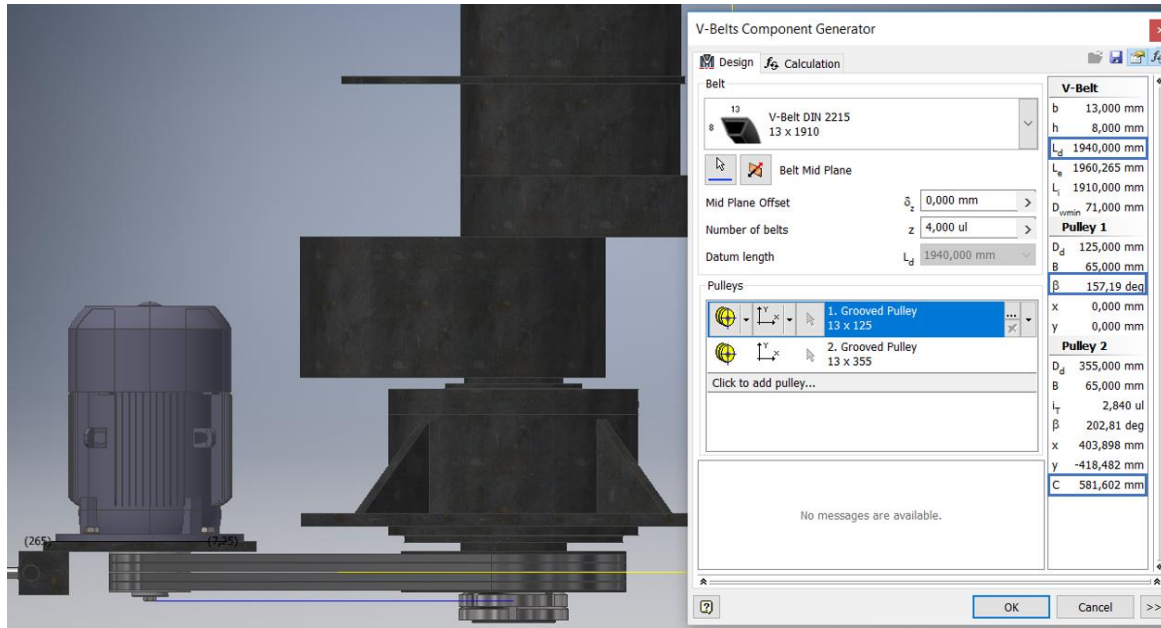 V-Belts Component Generator
Design
Calculation
Belt
13
8
V-Belt DIN 2215
13 x 1910
Belt Mid Plane
Mid Plane Offset δz 0,000 mm
Number of belts z 4,000 ul
Datum length Ld 1940,000 mm
Pulleys
1. Grooved Pulley
13 x 125
...
2. Grooved Pulley
13 x 355
Click to add pulley...
No messages are available.
OK
Cancel
>>
V-Belt
b 13,000 mm
h 8,000 mm
Ld 1940,000 mm
Le 1960,265 mm
Li 1910,000 mm
Dwmin 71,000 mm
Pulley 1
Dd 125,000 mm
B 65,000 mm
β 157,19 deg
x 0,000 mm
y 0,000 mm
Pulley 2
Dd 355,000 mm
B 65,000 mm
iT 2,840 ul
β 202,81 deg
x 403,898 mm
y -418,482 mm
C 581,602 mm
(265)
(7,25)